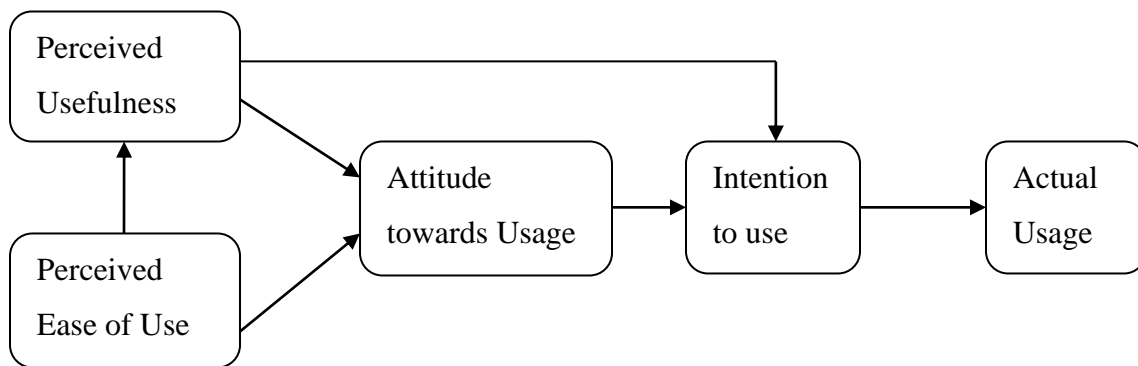 Perceived
Usefulness
Attitude
towards Usage
Intention
to use
Actual
Usage
Perceived
Ease of Use